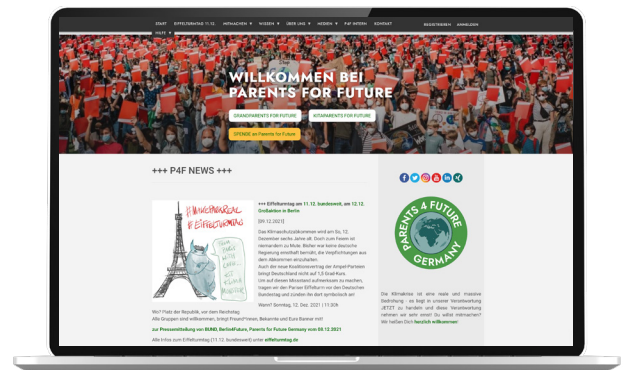 START EIFFELTURMTAG 11.12. MITMACHEN ▼ WISSEN ▼ ÜBER UNS ▼ MEDIEN ▼ P4F INTERN KONTAKT REGISTRIEREN ANMELDEN
HILFE ▼
WILLKOMMEN BEI
PARENTS FOR FUTURE
GRANDPARENTS FOR FUTURE KITAPARENTS FOR FUTURE
SPENDE an Parents for Future
+++ P4F NEWS +++
#MAKEPARISREAL
#EIFFELTURMTAG
+++ Eiffelturmtag am 11.12. bundesweit, am 12.12.
Großaktion in Berlin
[09.12.2021]
Das Klimaschutzabkommen wird am So, 12.
Dezember sechs Jahre alt. Doch zum Feiern ist
niemandem zu Mute. Bisher war keine deutsche
Regierung ernsthaft bemüht, die Verpflichtungen aus
dem Abkommen einzuhalten.
Auch der neue Koalitionsvertrag der Ampel-Parteien
bringt Deutschland nicht auf 1,5 Grad-Kurs.
Um auf diesen Missstand aufmerksam zu machen,
tragen wir den Pariser Eiffelturm vor den Deutschen
Bundestag und zünden ihn dort symbolisch an!
Wann? Sonntag, 12. Dez. 2021 | 11:30h
Wo? Platz der Republik, vor dem Reichstag
Alle Gruppen sind willkommen, bringt Freund*innen, Bekannte und Eure Banner mit!
zur Pressemitteilung von BUND, Berlin4Future, Parents for Future Germany vom 09.12.2021
Alle Infos zum Eiffelturmtag (11.12. bundesweit) unter eiffelturmtag.de
PARENTS 4 FUTURE
GERMANY
Die Klimakrise ist eine reale und massive
Bedrohung - es liegt in unserer Verantwortung
JETZT zu handeln und diese Verantwortung
nehmen wir sehr ernst! Du willst mitmachen?
Wir heißen Dich herzlich willkommen!